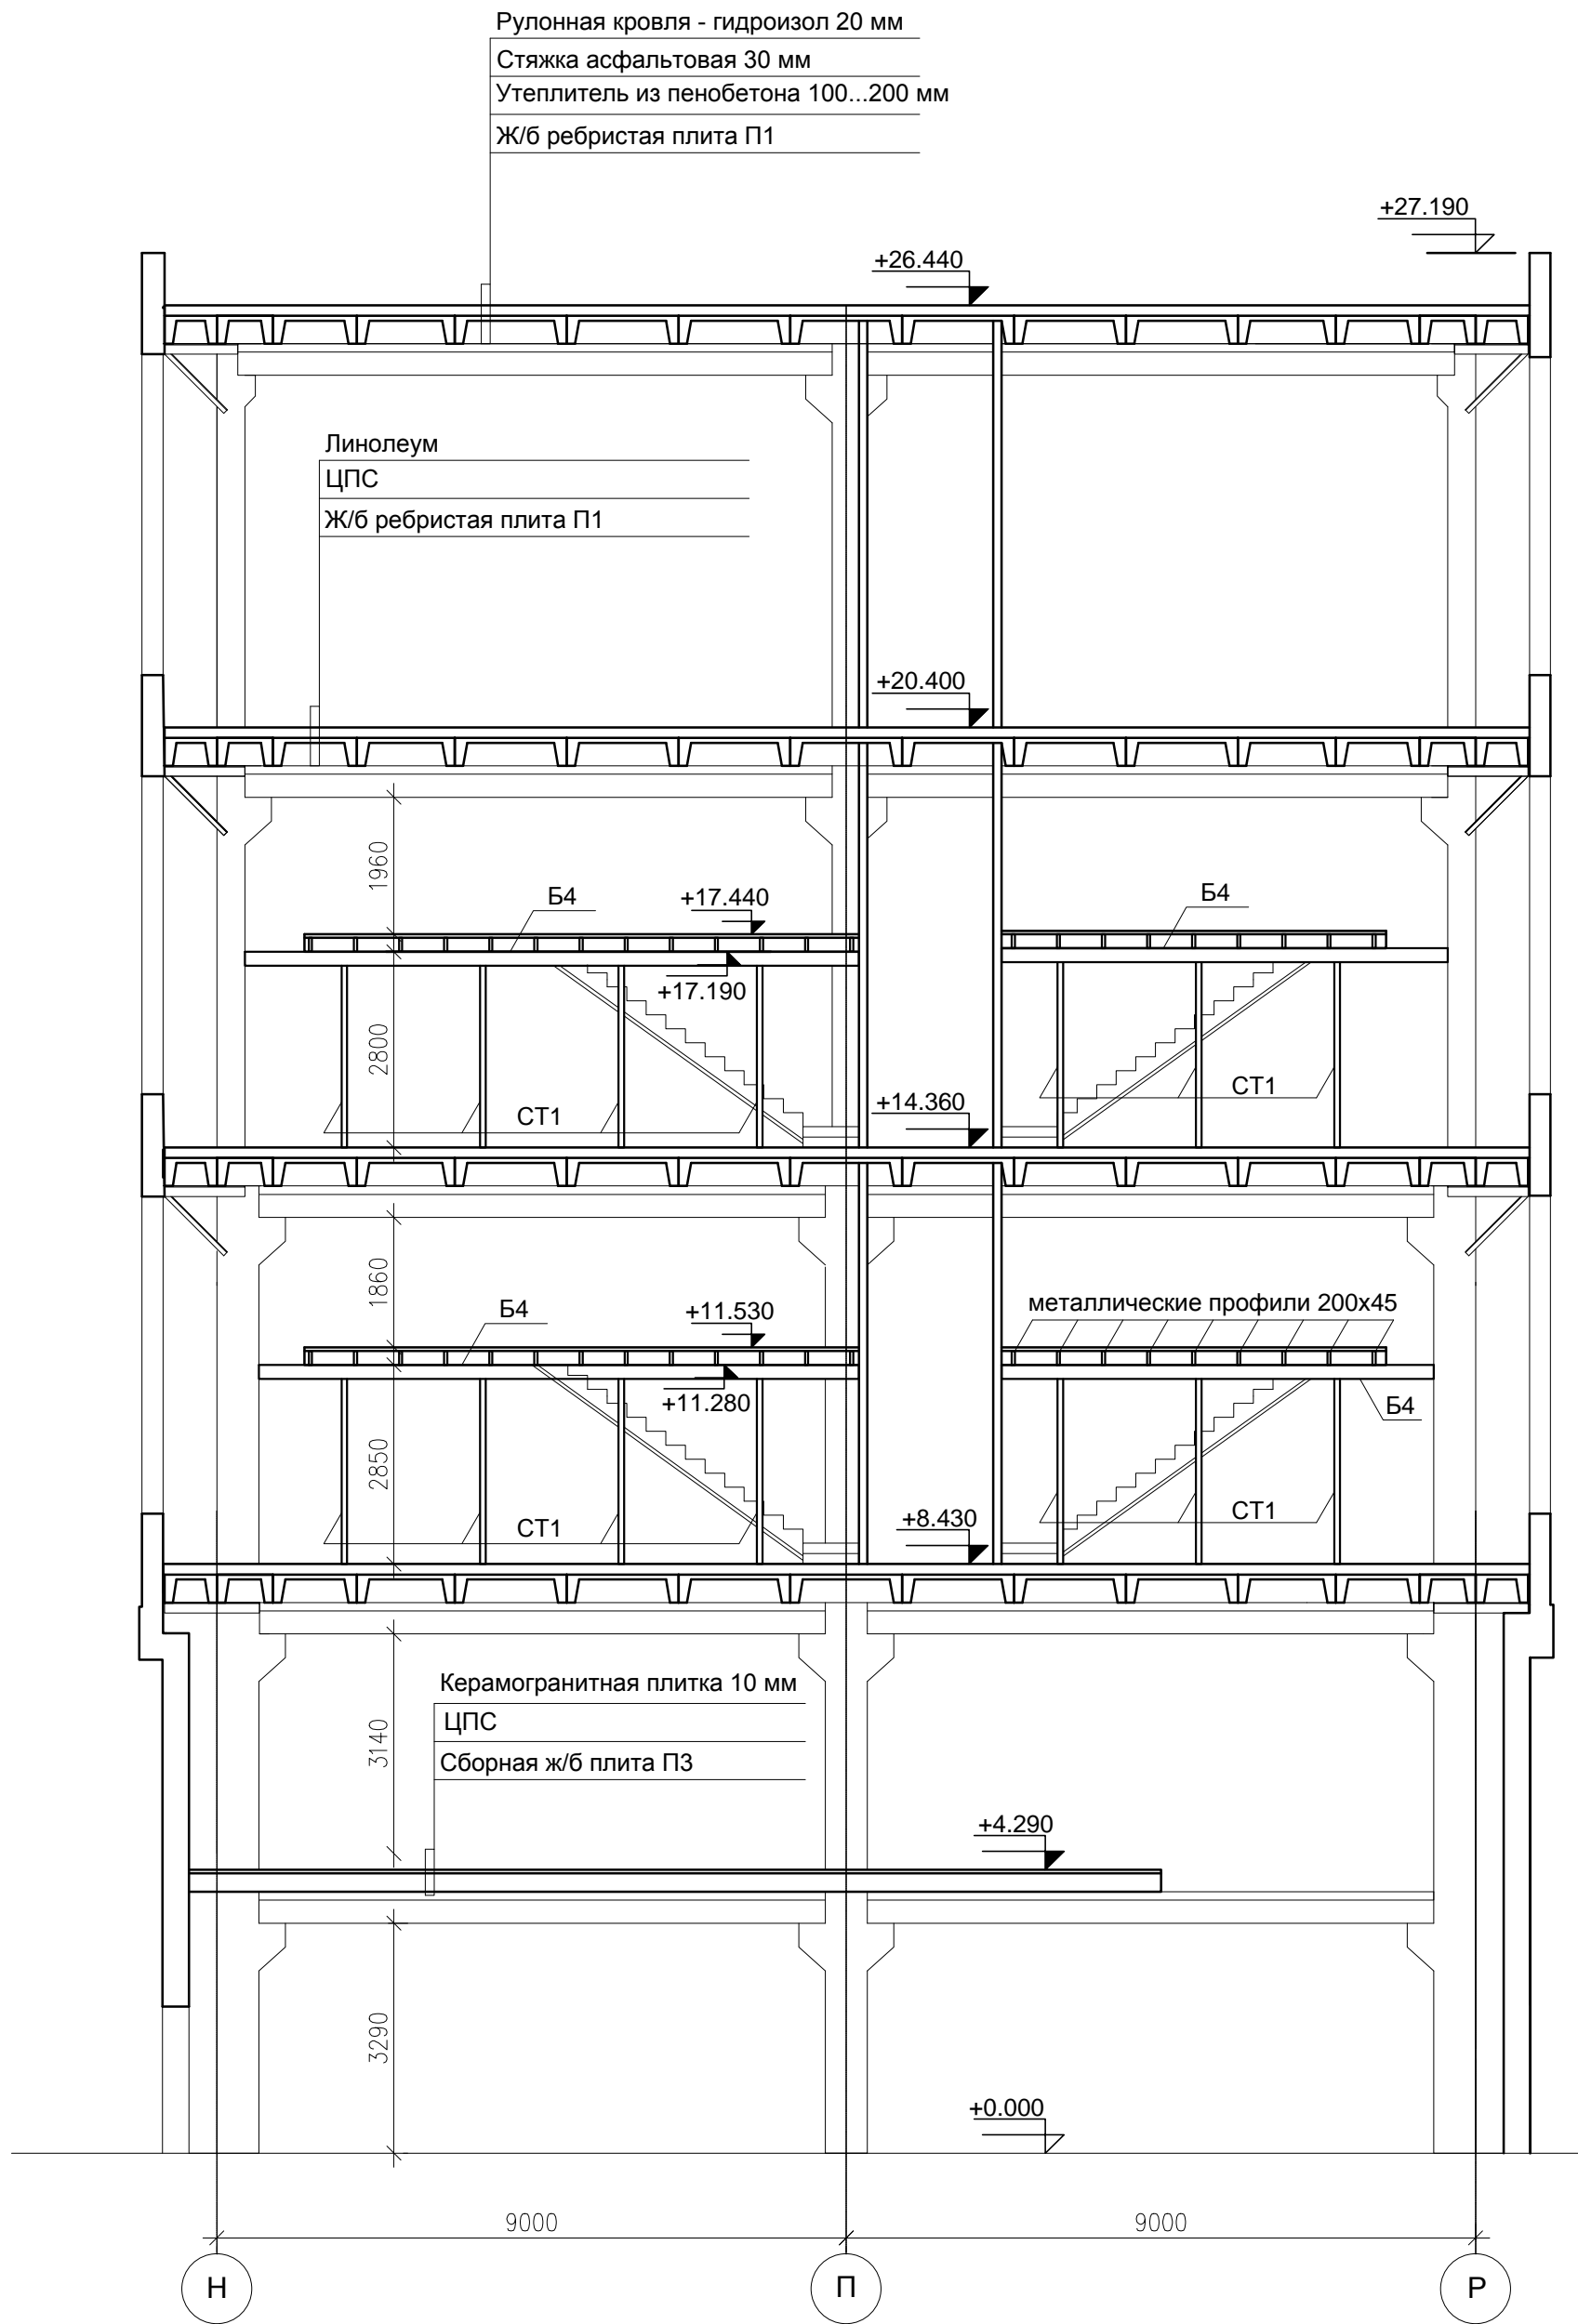 Рулонная кровля - гидроизол 20 мм
Стяжка асфальтовая 30 мм
Утеплитель из пенобетона 100...200 мм
Ж/б ребристая плита П1
+27.190
+26.440
Линолеум
ЦПС
Ж/б ребристая плита П1
+20.400
1960
Б4
+17.440
Б4
+17.190
2800
СТ1
+14.360
СТ1
1860
Б4
+11.530
металлические профили 200х45
+11.280
Б4
2850
СТ1
+8.430
СТ1
Керамогранитная плитка 10 мм
ЦПС
Сборная ж/б плита П3
3140
+4.290
3290
+0.000
9000
9000
Н
П
Р